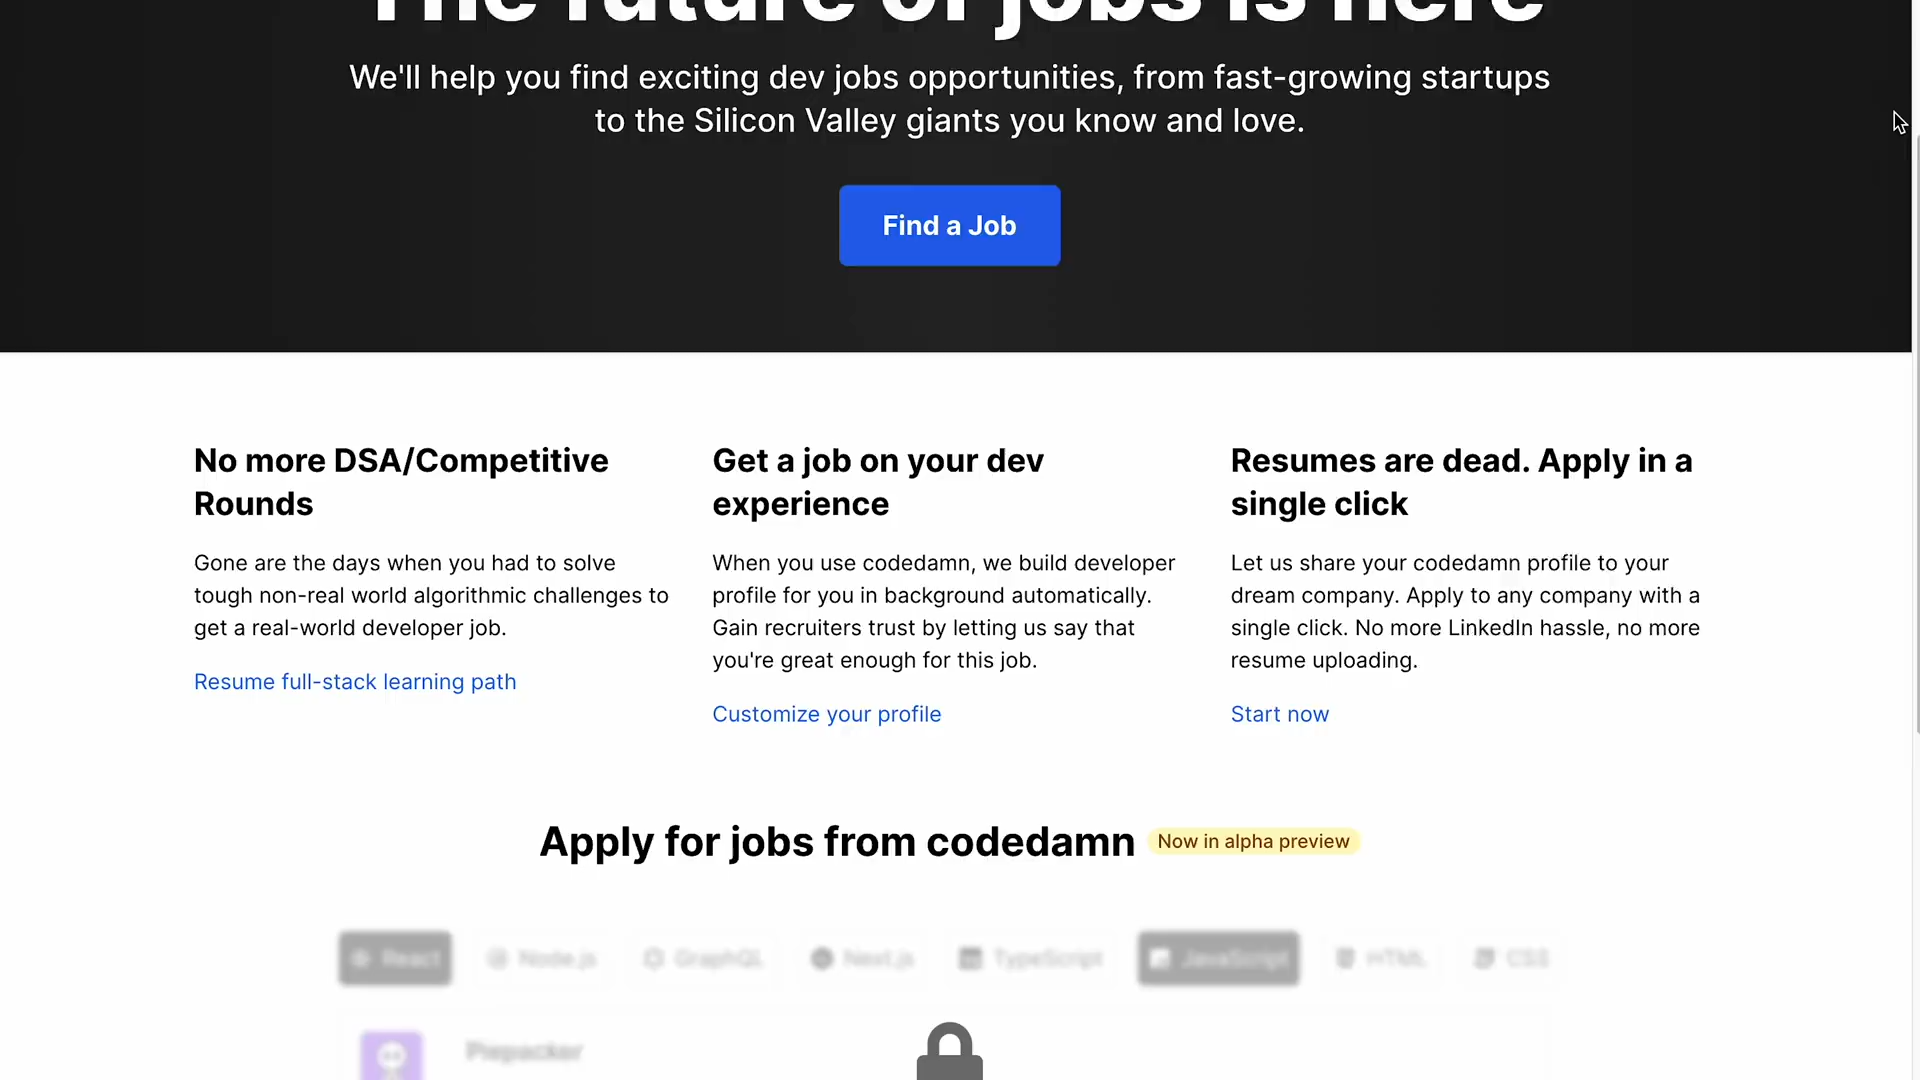 The future of jobs is here
We'll help you find exciting dev jobs opportunities, from fast-growing startups
to the Silicon Valley giants you know and love.
Find a Job
No more DSA/Competitive
Rounds
Gone are the days when you had to solve
tough non-real world algorithmic challenges to
get a real-world developer job.
Resume full-stack learning path
Get a job on your dev
experience
When you use codedamn, we build developer
profile for you in background automatically.
Gain recruiters trust by letting us say that
you're great enough for this job.
Customize your profile
Resumes are dead. Apply in a
single click
Let us share your codedamn profile to your
dream company. Apply to any company with a
single click. No more LinkedIn hassle, no more
resume uploading.
Start now
Apply for jobs from codedamn
Now in alpha preview
React
Node.js
GraphQL
Next.js
TypeScript
JavaScript
HTML
CSS
Piepacker